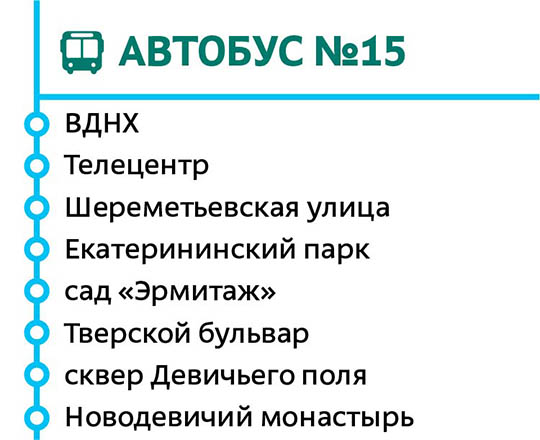 АВТОБУС №15
ВДНХ
Телецентр
Шереметьевская улица
Екатерининский парк
сад «Эрмитаж»
Тверской бульвар
сквер Девичьего поля
Новодевичий монастырь